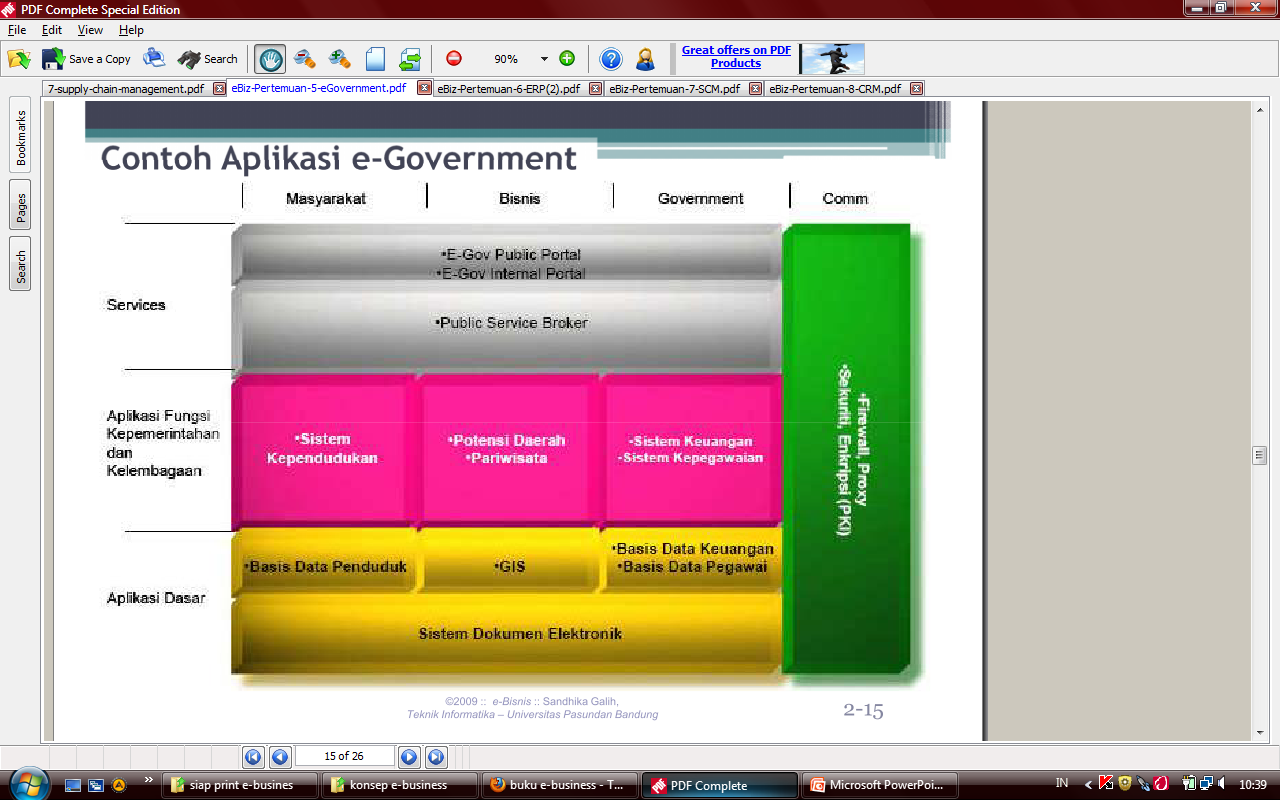 PDF Complete Special Edition
File Edit View Help
Save a Copy Search 90% Great offers on PDF
Products
7-supply-chain-management.pdf eBiz-Pertemuan-5-eGovernment.pdf eBiz-Pertemuan-6-ERP(2).pdf eBiz-Pertemuan-7-SCM.pdf eBiz-Pertemuan-8-CRM.pdf
Bookmarks
Pages
Search
Contoh Aplikasi e-Government
Masyarakat Bisnis Government Comm
•E-Gov Public Portal
•E-Gov Internal Portal
Services
•Public Service Broker
Aplikasi Fungsi
Kepemerintahan
dan
Kelembagaan
•Sistem
Kependudukan
•Potensi Daerah
•Pariwisata
•Sistem Keuangan
-Sistem Kepegawaian
•Firewall, Proxy
•Sekuriti, Enkripsi (PKI)
Aplikasi Dasar
•Basis Data Penduduk
•GIS
•Basis Data Keuangan
•Basis Data Pegawai
Sistem Dokumen Elektronik
©2009 :: e-Bisnis :: Sandhika Galih,
Teknik Informatika – Universitas Pasundan Bandung
2-15
15 of 26
siap print e-busines konsep e-business buku e-business - T... PDF Complete Microsoft PowerPoi... IN 10:39